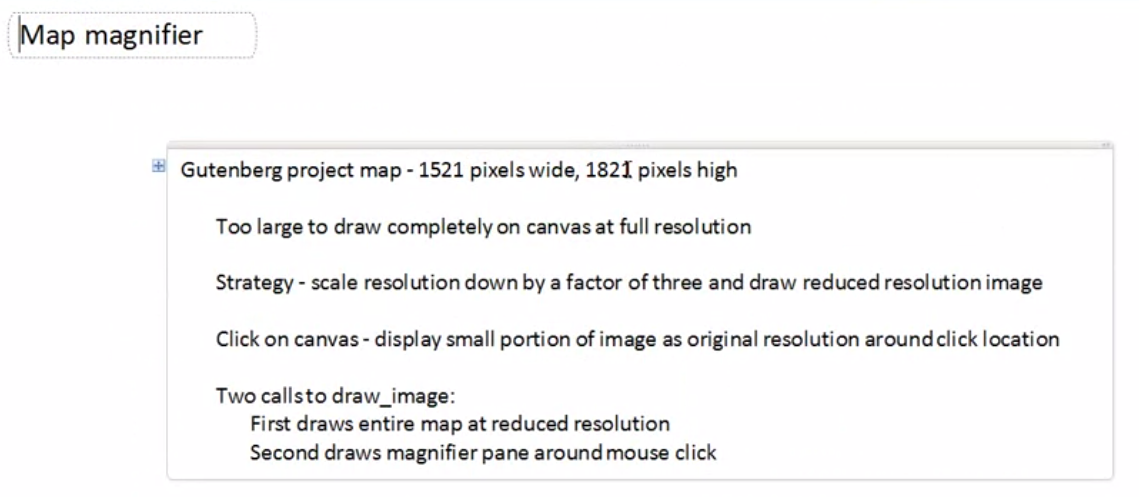 Map magnifier
Gutenberg project map - 1521 pixels wide, 1821 pixels high
Too large to draw completely on canvas at full resolution
Strategy - scale resolution down by a factor of three and draw reduced resolution image
Click on canvas - display small portion of image as original resolution around click location
Two calls to draw_image:
First draws entire map at reduced resolution
Second draws magnifier pane around mouse click